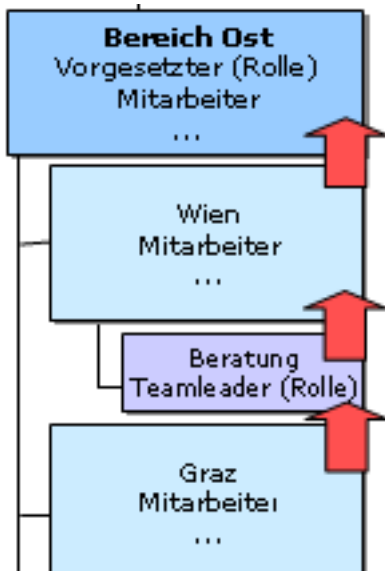 Bereich Ost
Vorgesetzter (Rolle)
Mitarbeiter
...
Wien
Mitarbeiter
...
Beratung
Teamleader (Rolle)
Graz
Mitarbeiter
...